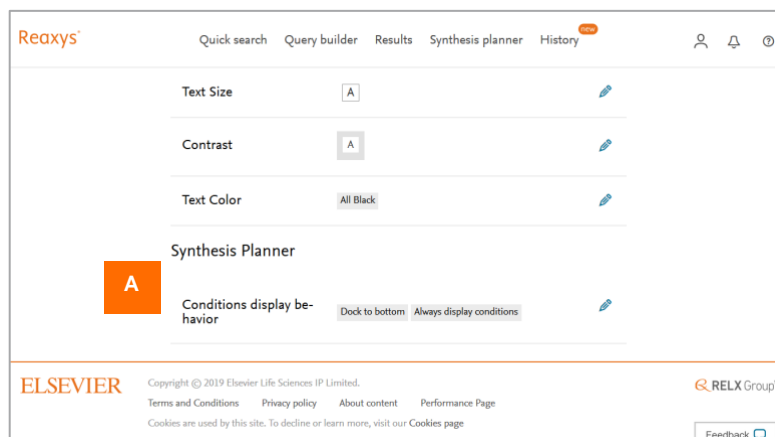 Reaxys®
Quick search Query builder Results Synthesis planner History new
Text Size A
Contrast A
Text Color All Black
Synthesis Planner
A
Conditions display be-
havior Dock to bottom Always display conditions
ELSEVIER
Copyright © 2019 Elsevier Life Sciences IP Limited.
Terms and Conditions Privacy policy About content Performance Page
Cookies are used by this site. To decline or learn more, visit our Cookies page
RELX Group
Feedback